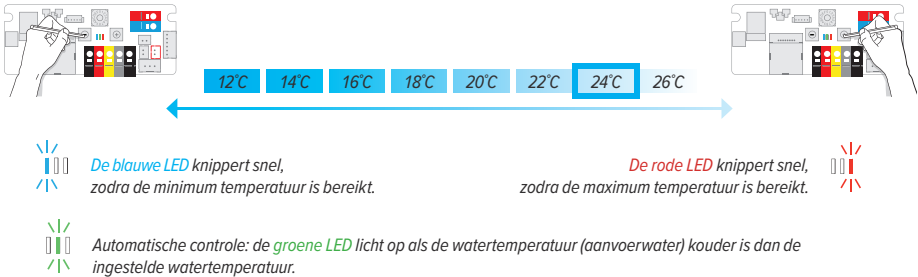 12°C 14°C 16°C 18°C 20°C 22°C 24°C 26°C
De blauwe LED knippert snel,
zodra de minimum temperatuur is bereikt.
De rode LED knippert snel,
zodra de maximum temperatuur is bereikt.
Automatische controle: de groene LED licht op als de watertemperatuur (aanvoerwater) kouder is dan de
ingestelde watertemperatuur.